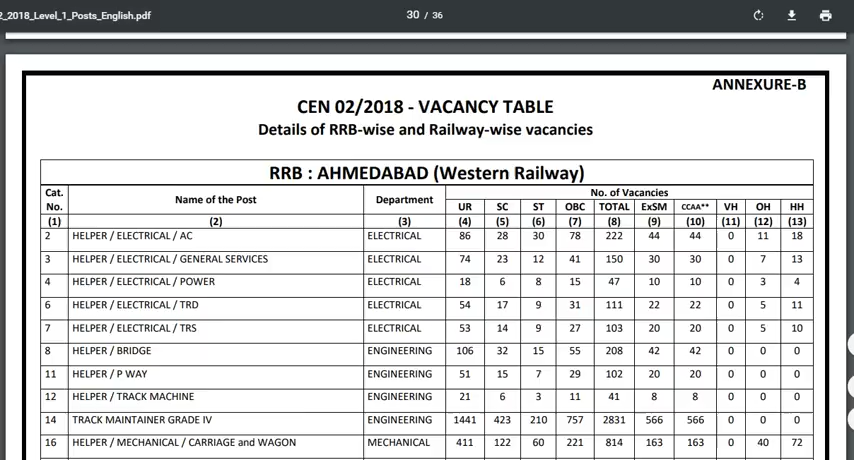 2_2018_Level_1_Posts_English.pdf 30 / 36
ANNEXURE-B
CEN 02/2018 - VACANCY TABLE
Details of RRB-wise and Railway-wise vacancies
RRB : AHMEDABAD (Western Railway)
Cat. No. Name of the Post Department No. of Vacancies
UR SC ST OBC TOTAL ExSM CCAA** VH OH HH
(1) (2) (3) (4) (5) (6) (7) (8) (9) (10) (11) (12) (13)
2 HELPER / ELECTRICAL / AC ELECTRICAL 86 28 30 78 222 44 44 0 11 18
3 HELPER / ELECTRICAL / GENERAL SERVICES ELECTRICAL 74 23 12 41 150 30 30 0 7 13
4 HELPER / ELECTRICAL / POWER ELECTRICAL 18 6 8 15 47 10 10 0 3 4
6 HELPER / ELECTRICAL / TRD ELECTRICAL 54 17 9 31 111 22 22 0 5 11
7 HELPER / ELECTRICAL / TRS ELECTRICAL 53 14 9 27 103 20 20 0 5 10
8 HELPER / BRIDGE ENGINEERING 106 32 15 55 208 42 42 0 0 0
11 HELPER / P WAY ENGINEERING 51 15 7 29 102 20 20 0 0 0
12 HELPER / TRACK MACHINE ENGINEERING 21 6 3 11 41 8 8 0 0 0
14 TRACK MAINTAINER GRADE IV ENGINEERING 1441 423 210 757 2831 566 566 0 0 0
16 HELPER / MECHANICAL / CARRIAGE and WAGON MECHANICAL 411 122 60 221 814 163 163 0 40 72